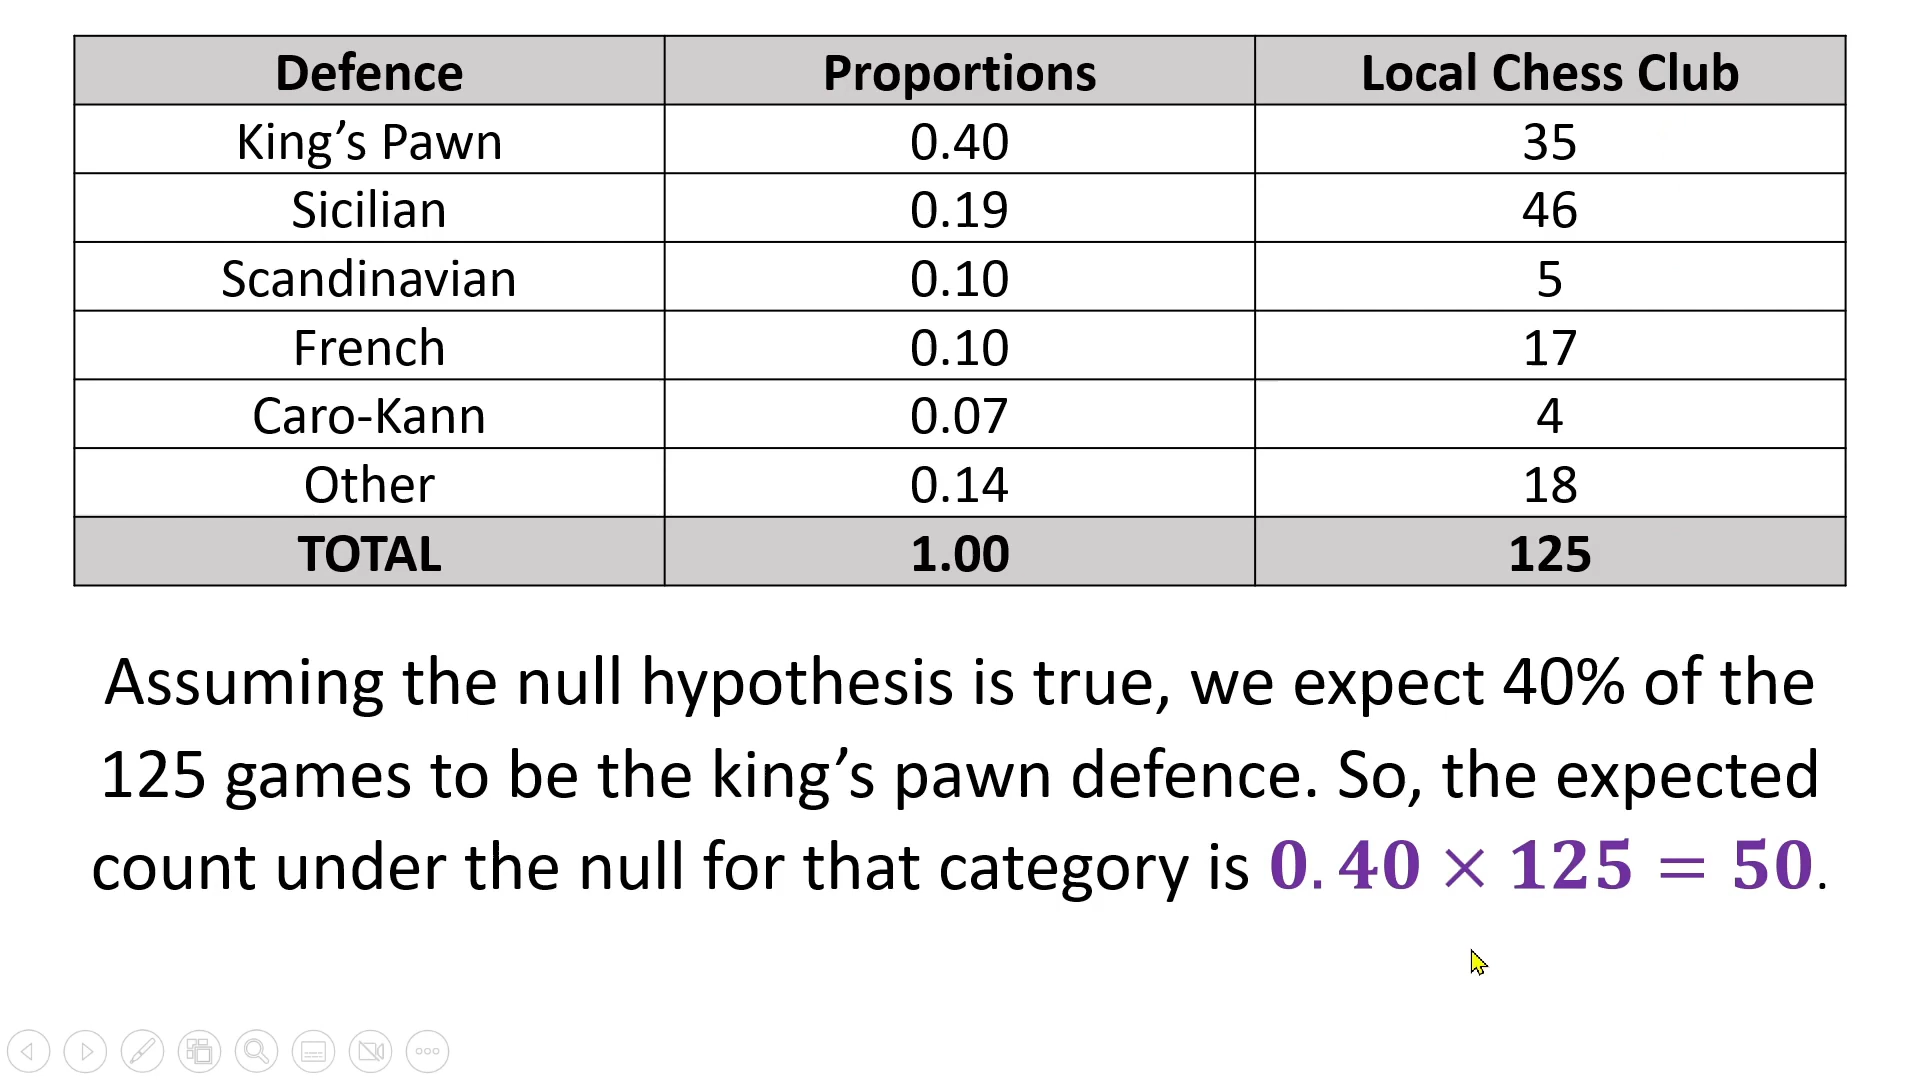 Defence Proportions Local Chess Club
King’s Pawn 0.40 35
Sicilian 0.19 46
Scandinavian 0.10 5
French 0.10 17
Caro-Kann 0.07 4
Other 0.14 18
TOTAL 1.00 125
Assuming the null hypothesis is true, we expect 40% of the
125 games to be the king’s pawn defence. So, the expected
count under the null for that category is 0.40 × 125 = 50.